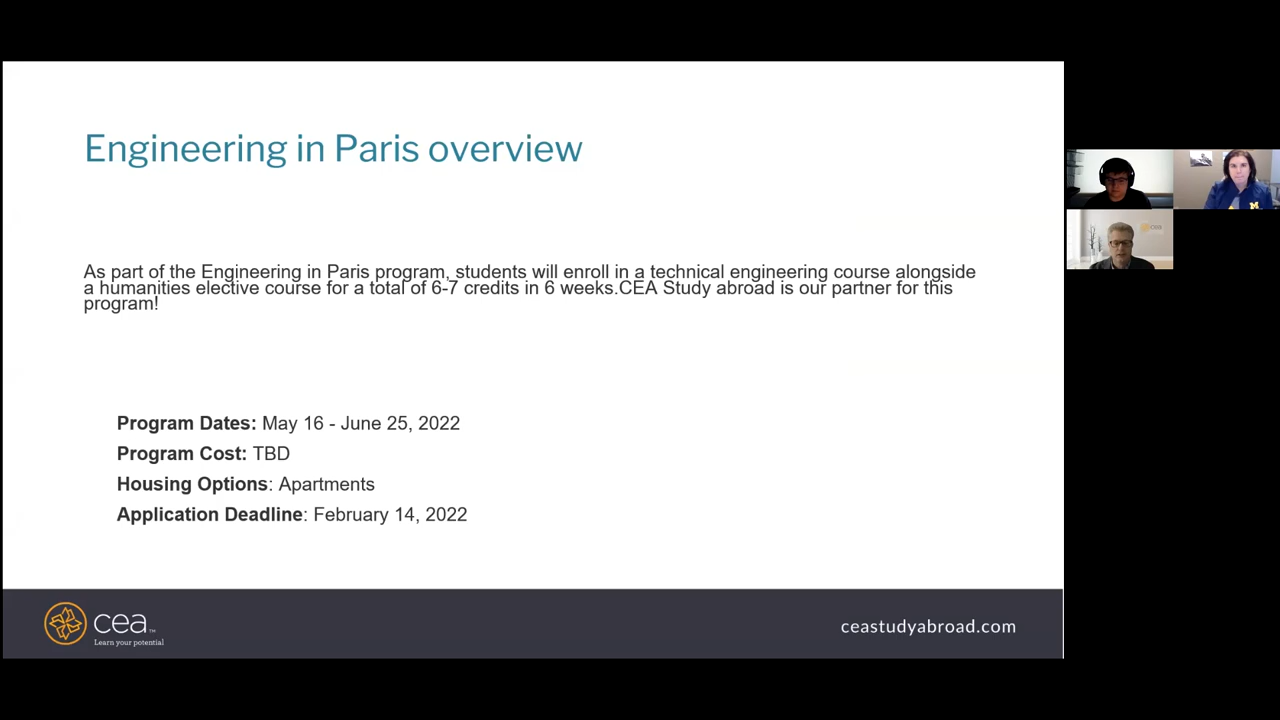 Engineering in Paris overview
As part of the Engineering in Paris program, students will enroll in a technical engineering course alongside
a humanities elective course for a total of 6-7 credits in 6 weeks.CEA Study abroad is our partner for this
program!
Program Dates: May 16 - June 25, 2022
Program Cost: TBD
Housing Options: Apartments
Application Deadline: February 14, 2022
cea™
Learn your potential
ceastudyabroad.com
M
cea